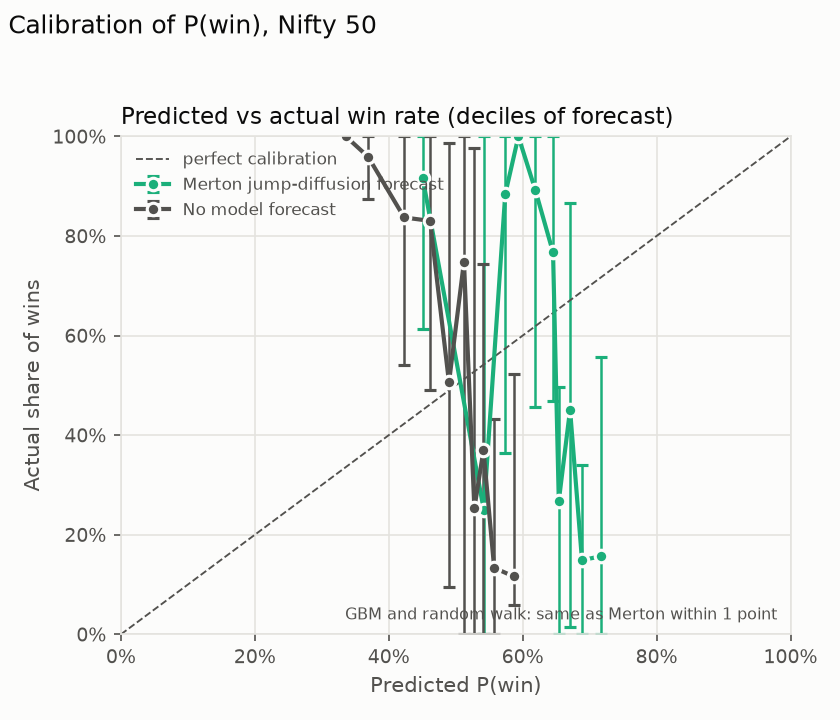 Calibration of P(win), Nifty 50
Predicted vs actual win rate (deciles of forecast)
100%
80%
60%
40%
20%
0%
Actual share of wins
perfect calibration
Merton jump-diffusion forecast
No model forecast
GBM and random walk: same as Merton within 1 point
0%
20%
40%
60%
80%
100%
Predicted P(win)